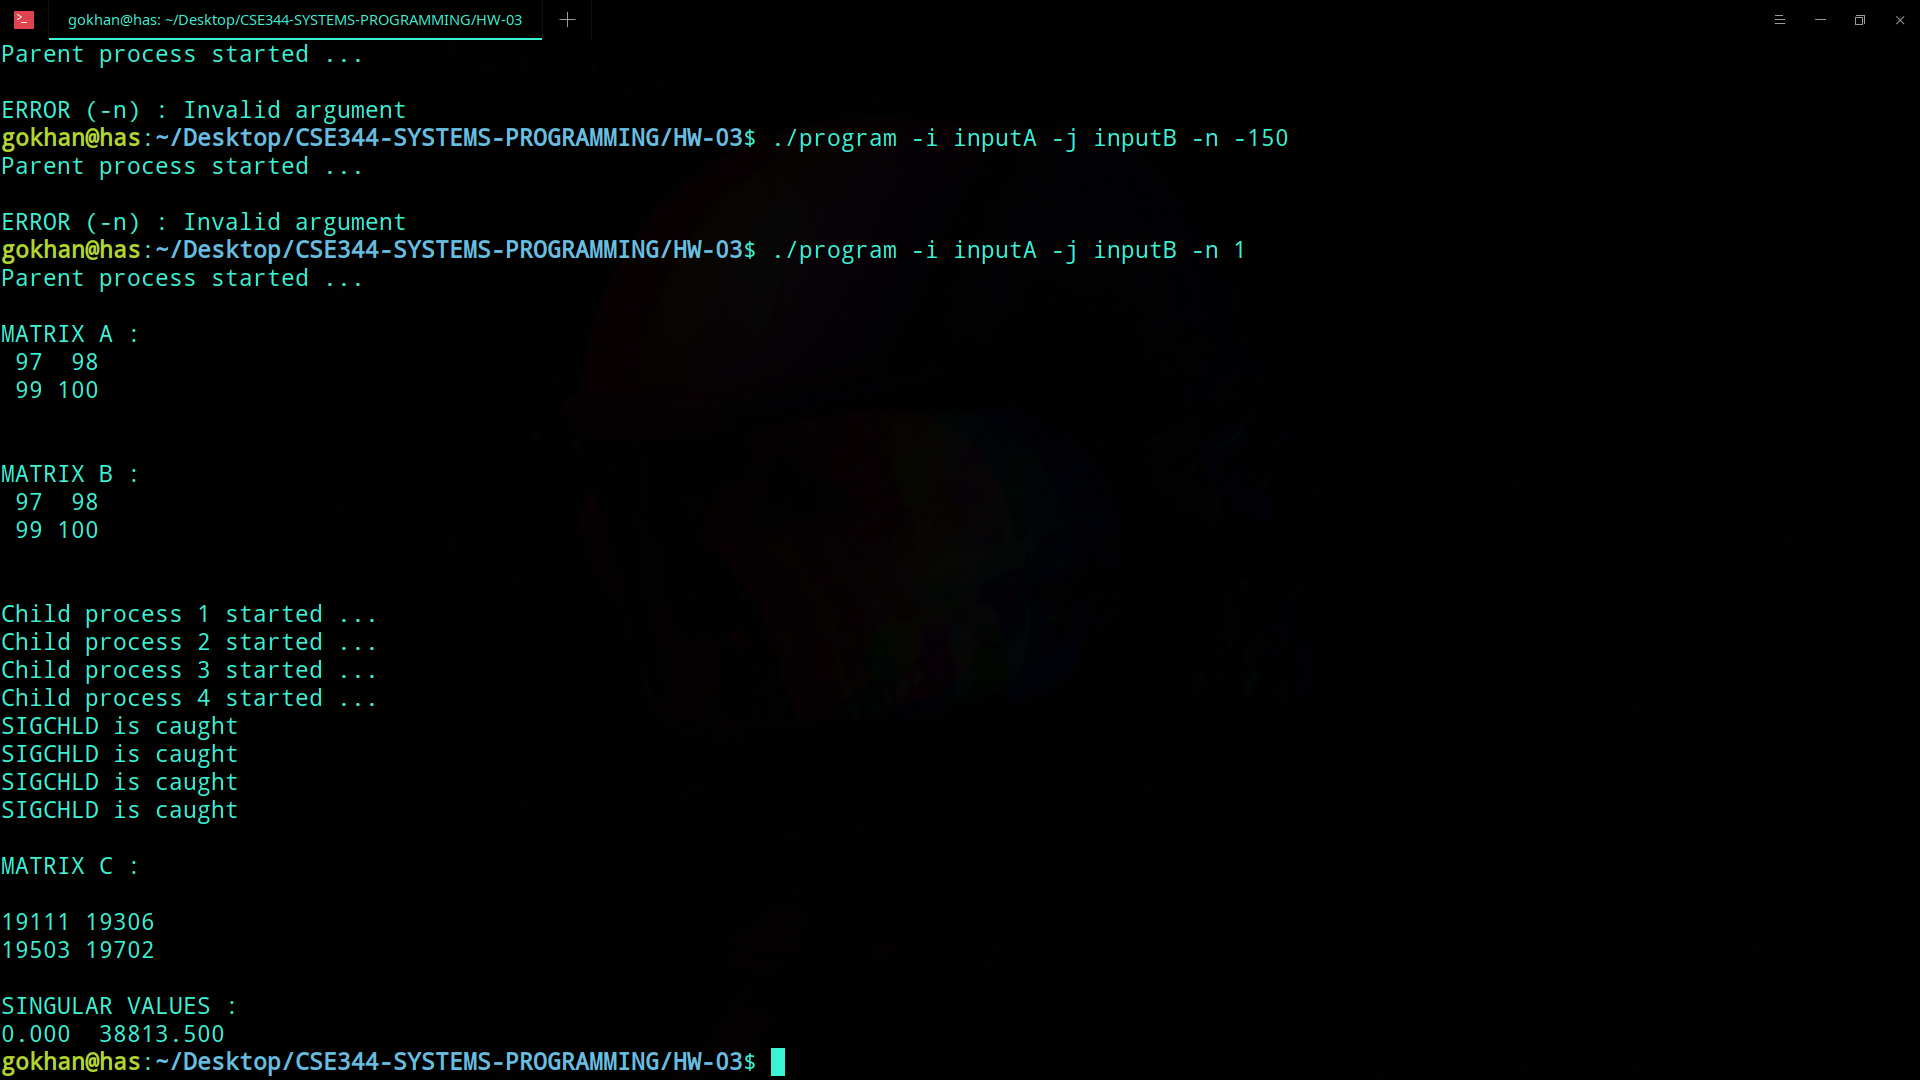 gokhan@has: ~/Desktop/CSE344-SYSTEMS-PROGRAMMING/HW-03
Parent process started ...
ERROR (-n) : Invalid argument
gokhan@has:~/Desktop/CSE344-SYSTEMS-PROGRAMMING/HW-03$ ./program -i inputA -j inputB -n -150
Parent process started ...
ERROR (-n) : Invalid argument
gokhan@has:~/Desktop/CSE344-SYSTEMS-PROGRAMMING/HW-03$ ./program -i inputA -j inputB -n 1
Parent process started ...
MATRIX A :
97  98
99 100
MATRIX B :
97  98
99 100
Child process 1 started ...
Child process 2 started ...
Child process 3 started ...
Child process 4 started ...
SIGCHLD is caught
SIGCHLD is caught
SIGCHLD is caught
SIGCHLD is caught
MATRIX C :
19111 19306
19503 19702
SINGULAR VALUES :
0.000  38813.500
gokhan@has:~/Desktop/CSE344-SYSTEMS-PROGRAMMING/HW-03$